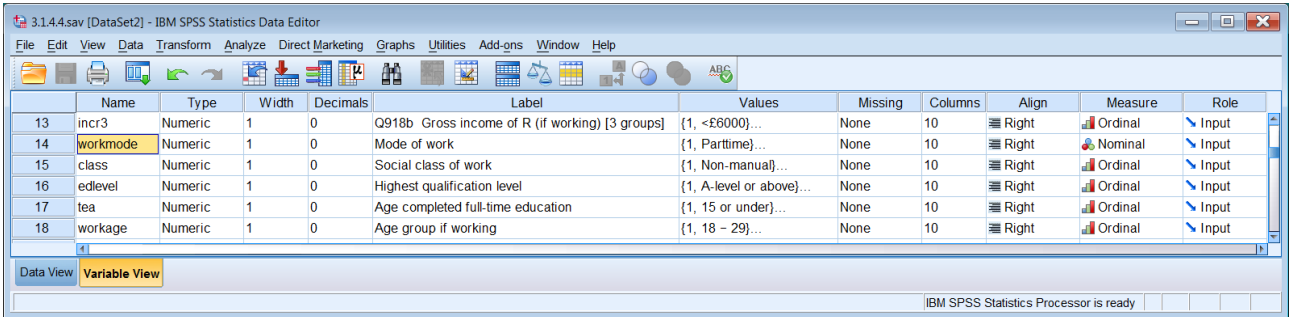 3.1.4.4.sav [DataSet2] - IBM SPSS Statistics Data Editor
File Edit View Data Transform Analyze Direct Marketing Graphs Utilities Add-ons Window Help
Name Type Width Decimals Label Values Missing Columns Align Measure Role
13 incr3 Numeric 1 0 Q918b Gross income of R (if working) [3 groups] {1, <£6000}... None 10 Right Ordinal Input
14 workmode Numeric 1 0 Mode of work {1, Parttime}... None 10 Right Nominal Input
15 class Numeric 1 0 Social class of work {1, Non-manual}... None 10 Right Ordinal Input
16 edlevel Numeric 1 0 Highest qualification level {1, A-level or above}... None 10 Right Ordinal Input
17 tea Numeric 1 0 Age completed full-time education {1, 15 or under}... None 10 Right Ordinal Input
18 workage Numeric 1 0 Age group if working {1, 18 – 29}... None 10 Right Ordinal Input
Data View Variable View
IBM SPSS Statistics Processor is ready